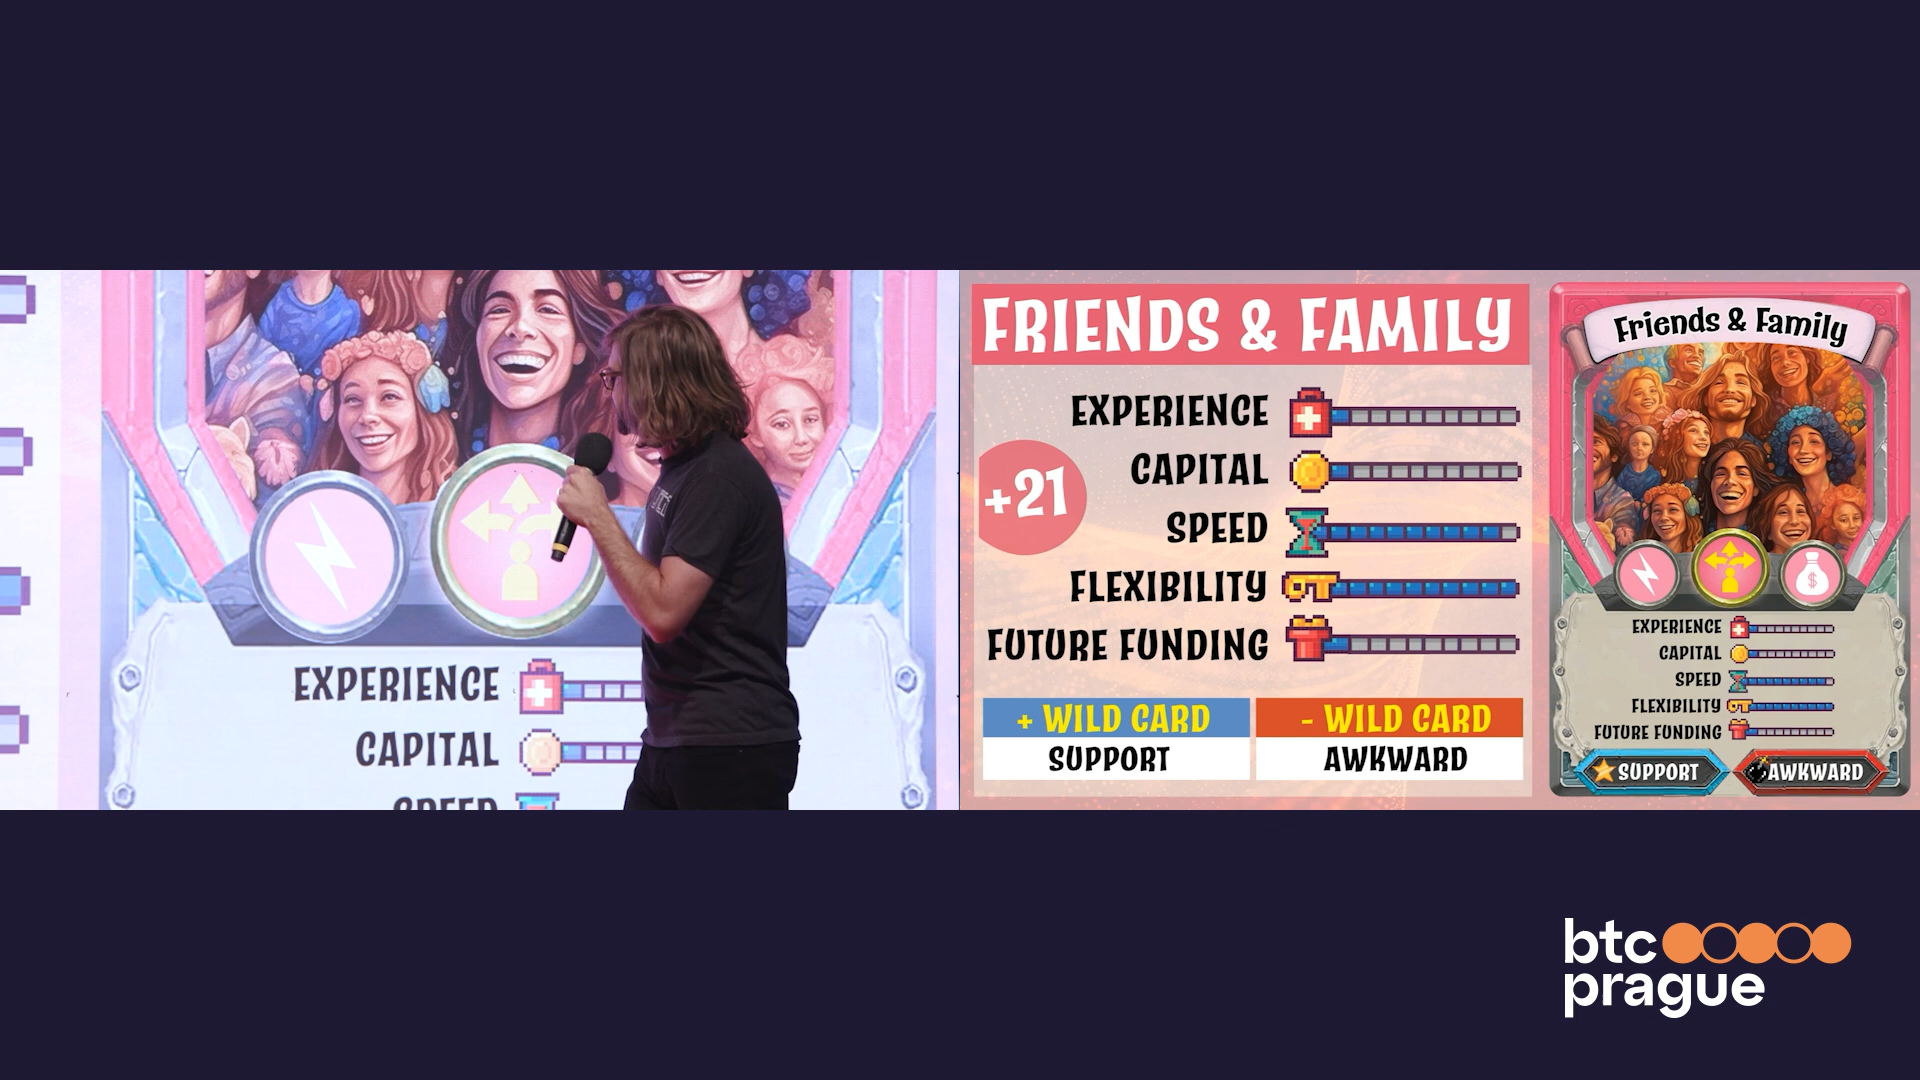 EXPERIENCE
CAPITAL
SPEED
FRIENDS & FAMILY
+21
EXPERIENCE
CAPITAL
SPEED
FLEXIBILITY
FUTURE FUNDING
+ WILD CARD
SUPPORT
- WILD CARD
AWKWARD
Friends & Family
$
EXPERIENCE
CAPITAL
SPEED
FLEXIBILITY
FUTURE FUNDING
SUPPORT
AWKWARD
btc
prague